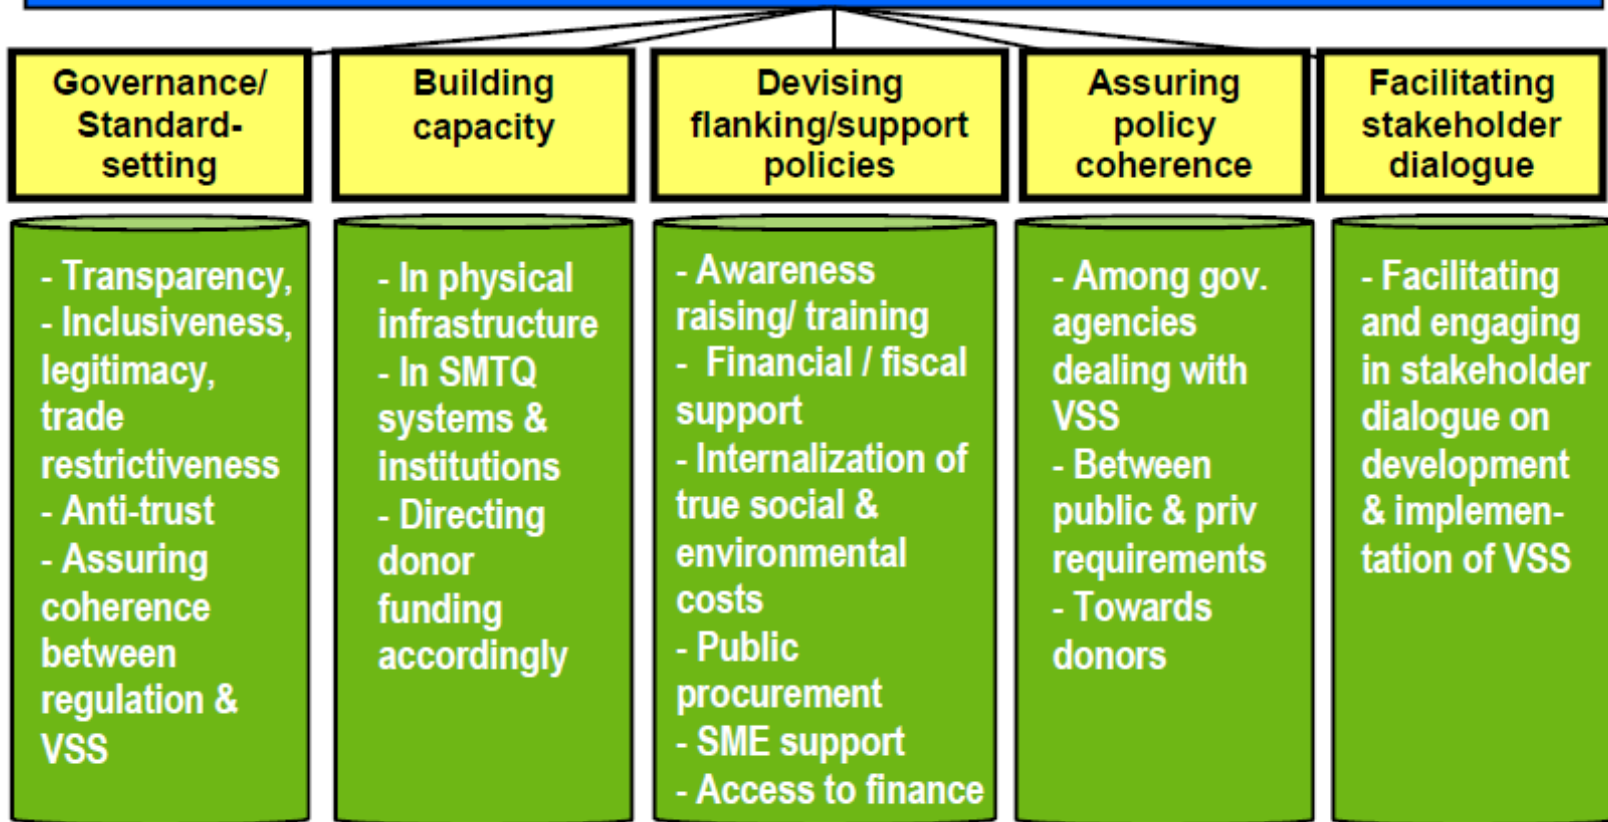 Governance/
Standard-
setting
Building
capacity
Devising
flanking/support
policies
Assuring
policy
coherence
Facilitating
stakeholder
dialogue
- Transparency,
- Inclusiveness,
legitimacy,
trade
restrictiveness
- Anti-trust
- Assuring
coherence
between
regulation &
VSS
- In physical
infrastructure
- In SMTQ
systems &
institutions
- Directing
donor
funding
accordingly
- Awareness
raising/ training
- Financial / fiscal
support
- Internalization of
true social &
environmental
costs
- Public
procurement
- SME support
- Access to finance
- Among gov.
agencies
dealing with
VSS
- Between
public & priv
requirements
- Towards
donors
- Facilitating
and engaging
in stakeholder
dialogue on
development
& implemen-
tation of VSS